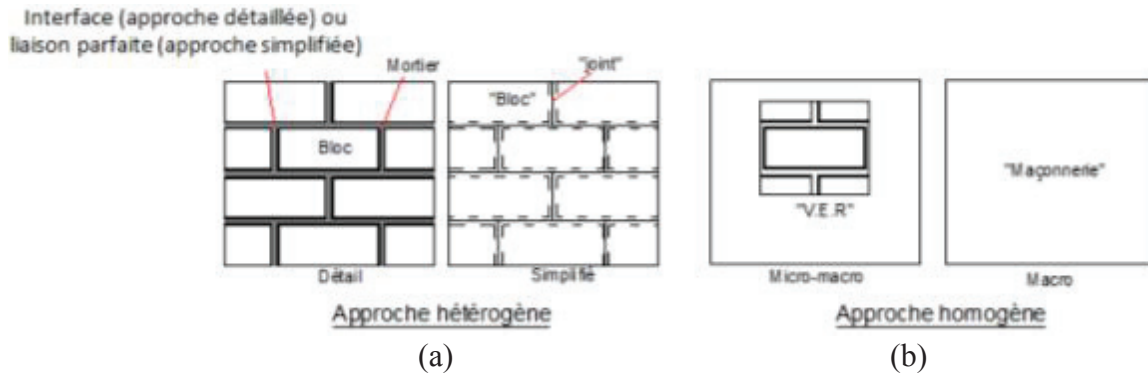 Interface (approche détaillée) ou
liaison parfaite (approche simplifiée)
Mortier
"joint"
"Bloc"
Bloc
"Maçonnerie"
"V.E.R"
Détail
Simplifié
Micro-macro
Macro
Approche hétérogène
Approche homogène
(a)
(b)